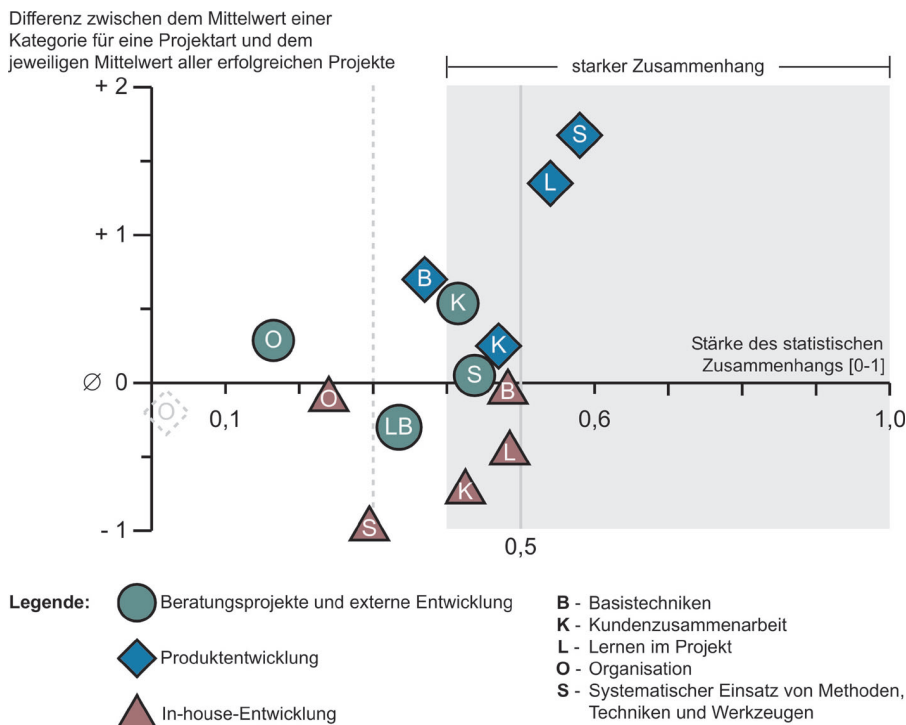 Differenz zwischen dem Mittelwert einer
Kategorie für eine Projektart und dem
jeweiligen Mittelwert aller erfolgreichen Projekte
starker Zusammenhang
+ 2
S
L
+ 1
B
K
O
K
Stärke des statistischen
Zusammenhangs [0-1]
S
∅ 0
B
O
O
0,1
0,6
1,0
LB
L
K
S
- 1
0,5
Legende:
Beratungsprojekte und externe Entwicklung
Produktentwicklung
In-house-Entwicklung
B - Basistechniken
K - Kundenzusammenarbeit
L - Lernen im Projekt
O - Organisation
S - Systematischer Einsatz von Methoden,
Techniken und Werkzeugen